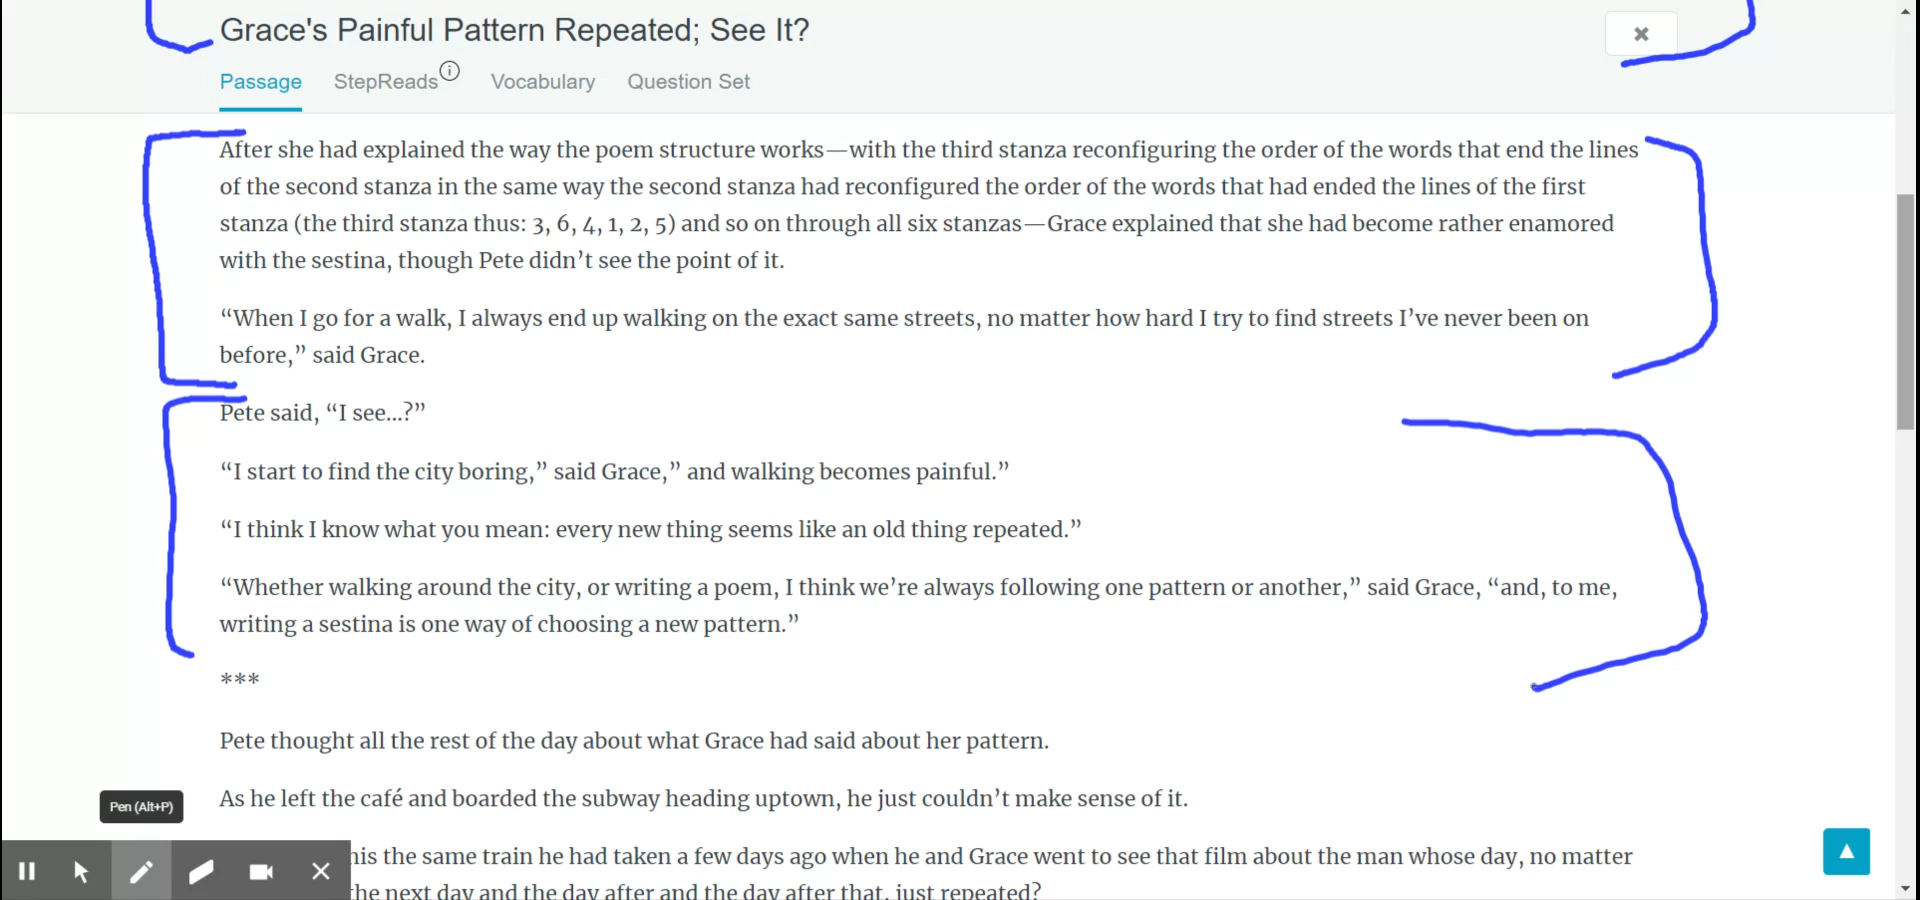 Grace's Painful Pattern Repeated; See It?
Passage StepReads Vocabulary Question Set
After she had explained the way the poem structure works—with the third stanza reconfiguring the order of the words that end the lines
of the second stanza in the same way the second stanza had reconfigured the order of the words that had ended the lines of the first
stanza (the third stanza thus: 3, 6, 4, 1, 2, 5) and so on through all six stanzas—Grace explained that she had become rather enamored
with the sestina, though Pete didn’t see the point of it.
“When I go for a walk, I always end up walking on the exact same streets, no matter how hard I try to find streets I’ve never been on
before,” said Grace.
Pete said, “I see...?”
“I start to find the city boring,” said Grace,” and walking becomes painful.”
“I think I know what you mean: every new thing seems like an old thing repeated.”
“Whether walking around the city, or writing a poem, I think we’re always following one pattern or another,” said Grace, “and, to me,
writing a sestina is one way of choosing a new pattern.”
***
Pete thought all the rest of the day about what Grace had said about her pattern.
As he left the café and boarded the subway heading uptown, he just couldn’t make sense of it.
Pen (Alt+P)
his the same train he had taken a few days ago when he and Grace went to see that film about the man whose day, no matter
the next day and the day after and the day after that, just repeated?